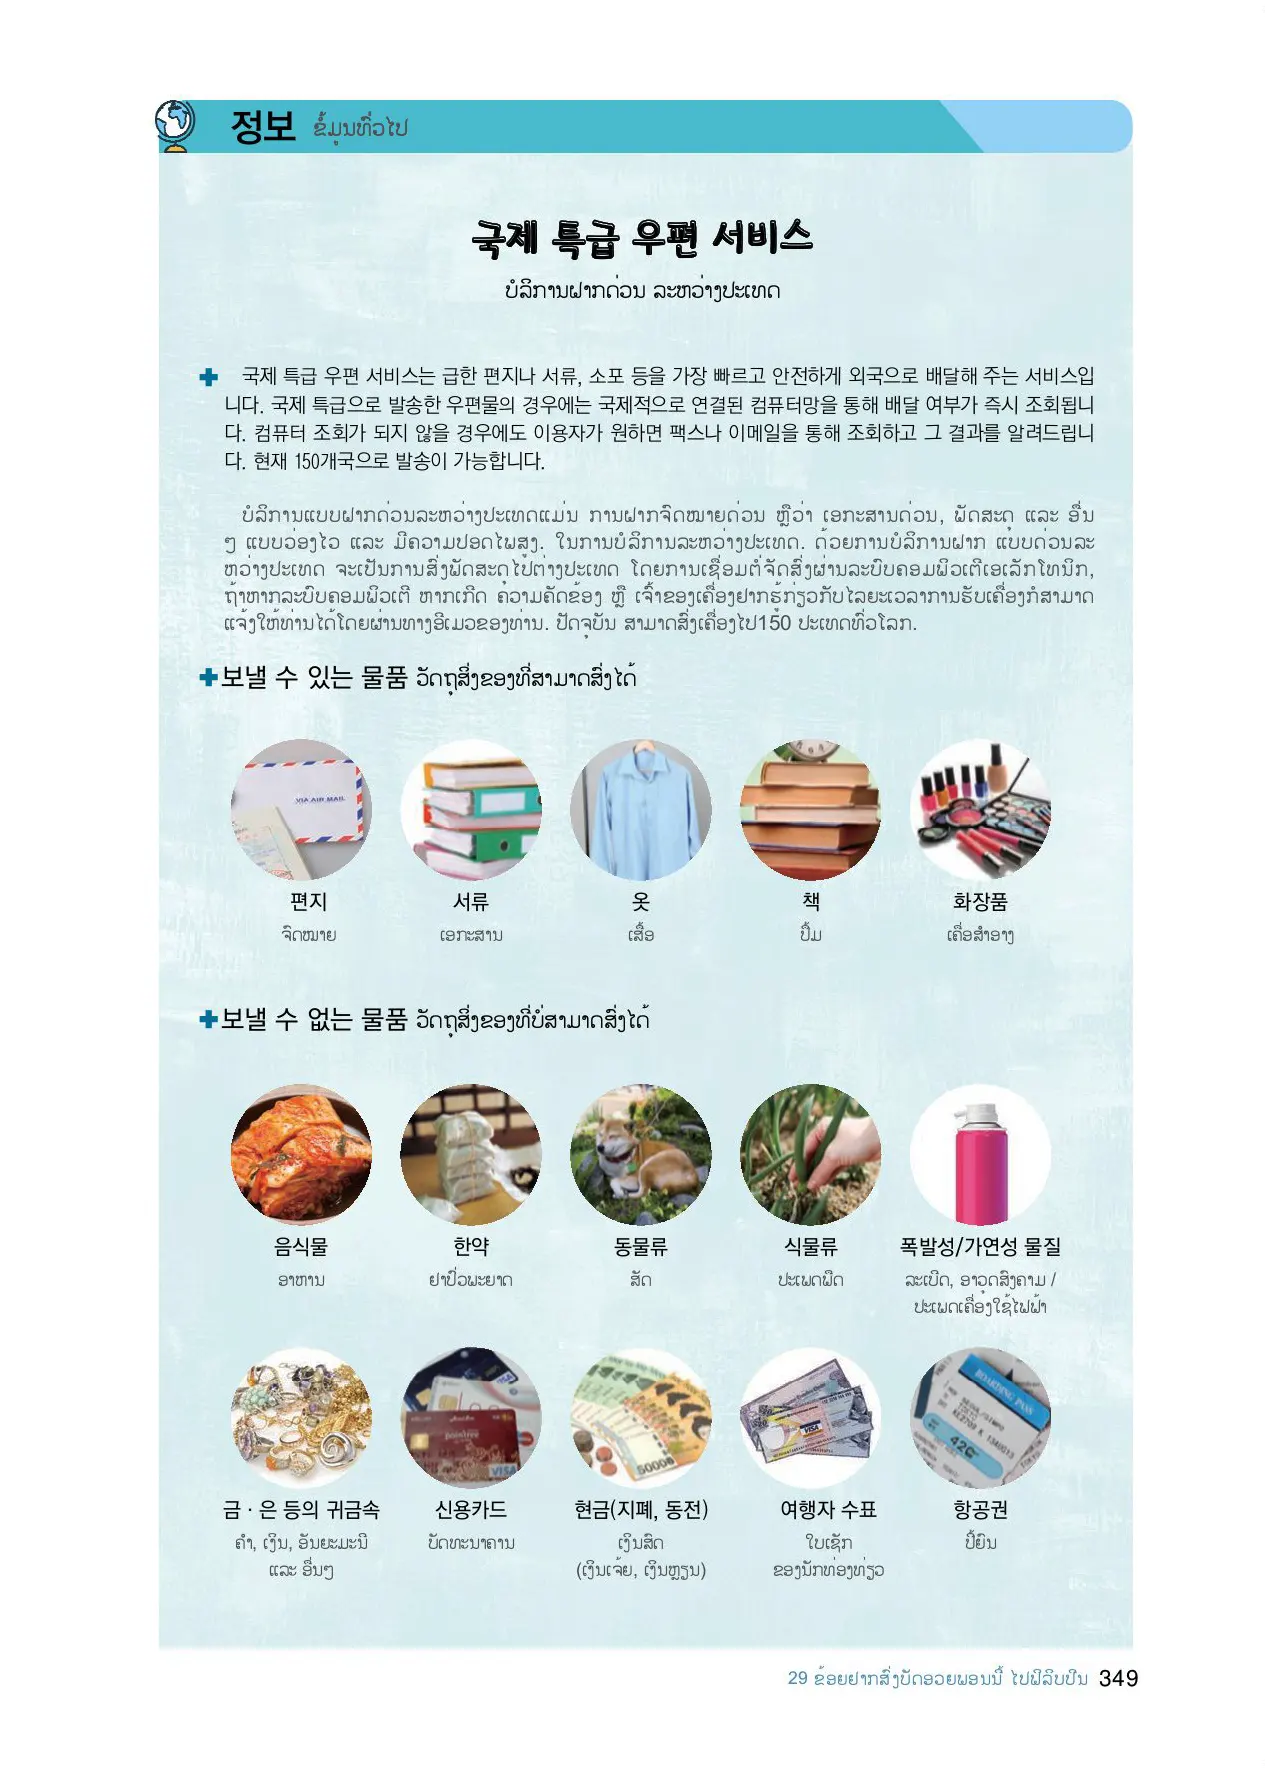 정보 ຂໍ້ມູນທົ່ວໄປ
국제 특급 우편 서비스
ບໍລິການຝາກດ່ວນ ລະຫວ່າງປະເທດ
국제 특급 우편 서비스는 급한 편지나 서류, 소포 등을 가장 빠르고 안전하게 외국으로 배달해 주는 서비스입
니다. 국제 특급으로 발송한 우편물의 경우에는 국제적으로 연결된 컴퓨터망을 통해 배달 여부가 즉시 조회됩니
다. 컴퓨터 조회가 되지 않을 경우에도 이용자가 원하면 팩스나 이메일을 통해 조회하고 그 결과를 알려드립니
다. 현재 150개국으로 발송이 가능합니다.
ບໍລິການແບບຝາກດ່ວນລະຫວ່າງປະເທດແມ່ນ ການຝາກຈົດໝາຍດ່ວນ ຫຼືວ່າ ເອກະສານດ່ວນ, ພັດສະດຸ ແລະ ອື່ນ
ໆ ແບບວ່ອງໄວ ແລະ ມີຄວາມປອດໄພສູງ. ໃນການບໍລິການລະຫວ່າງປະເທດ. ດ້ວຍການບໍລິການຝາກ ແບບດ່ວນລະ
ຫວ່າງປະເທດ ຈະເປັນການສົ່ງພັດສະດຸໄປຕ່າງປະເທດ ໂດຍການເຊື່ອມຕໍ່ຈັດສົ່ງຜ່ານລະບົບຄອມພິວເຕີເອເລັກໂທນິກ,
ຖ້າຫາກລະບົບຄອມພິວເຕີ ຫາກເກີດ ຄວາມຄັດຂ້ອງ ຫຼື ເຈົ້າຂອງເຄື່ອງຢາກຮູ້ກ່ຽວກັບໄລຍະເວລາການຮັບເຄື່ອງກໍສາມາດ
ແຈ້ງໃຫ້ທ່ານໄດ້ໂດຍຜ່ານທາງອີເມວຂອງທ່ານ. ປັດຈຸບັນ ສາມາດສົ່ງເຄື່ອງໄປ150 ປະເທດທົ່ວໂລກ.
보낼 수 있는 물품 ວັດຖຸສິ່ງຂອງທີ່ສາມາດສົ່ງໄດ້
VIA AIR MAIL
편지 서류 옷 책 화장품
ຈົດໝາຍ ເອກະສານ ເສື້ອ ປຶ້ມ ເຄື່ອສຳອາງ
보낼 수 없는 물품 ວັດຖຸສິ່ງຂອງທີ່ບໍ່ສາມາດສົ່ງໄດ້
음식물 한약 동물류 식물류 폭발성/가연성 물질
ອາຫານ ຢາປົ່ວພະຍາດ ສັດ ປະເພດພືດ ລະເບີດ, ອາວຸດສົງຄາມ /
ປະເພດເຄື່ອງໃຊ້ໄຟຟ້າ
BOARDING PASS
VISA
50000
금 · 은 등의 귀금속 신용카드 현금(지폐, 동전) 여행자 수표 항공권
ຄຳ, ເງິນ, ອັນຍະມະນີ ບັດທະນາຄານ ເງິນສົດ ໃບເຊັກ ປີ້ຍົນ
ແລະ ອື່ນໆ (ເງິນເຈ້ຍ, ເງິນຫຼຽນ) ຂອງນັກທ່ອງທ່ຽວ
29 ຂ້ອຍຢາກສົ່ງບັດອວຍພອນນີ້ ໄປຟິລິບປິນ 349